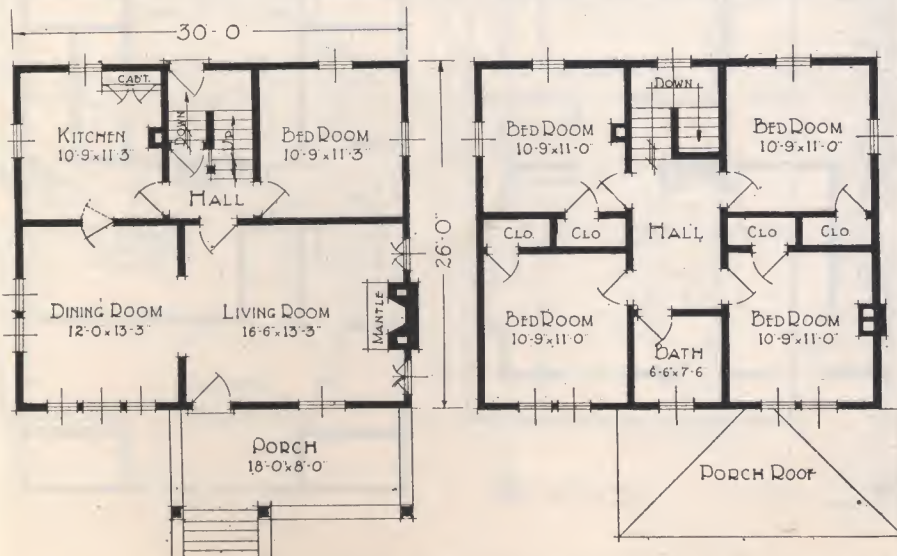 30-0
CAB'T.
KITCHEN
10-9"x11-3"
DOWN
UP
BED ROOM
10-9"x11-3"
HALL
DINING ROOM
12-0x13-3"
LIVING ROOM
16-6"x13-3"
MANTLE
26-0"
PORCH
18-0"x8-0"
DOWN
BED ROOM
10-9"x11-0"
BED ROOM
10-9"x11-0"
CLO.
CLO
HALL
CLO
CLO.
BED ROOM
10-9"x11-0"
BATH
6-6"x7-6"
BED ROOM
10-9"x11-0"
PORCH ROOF